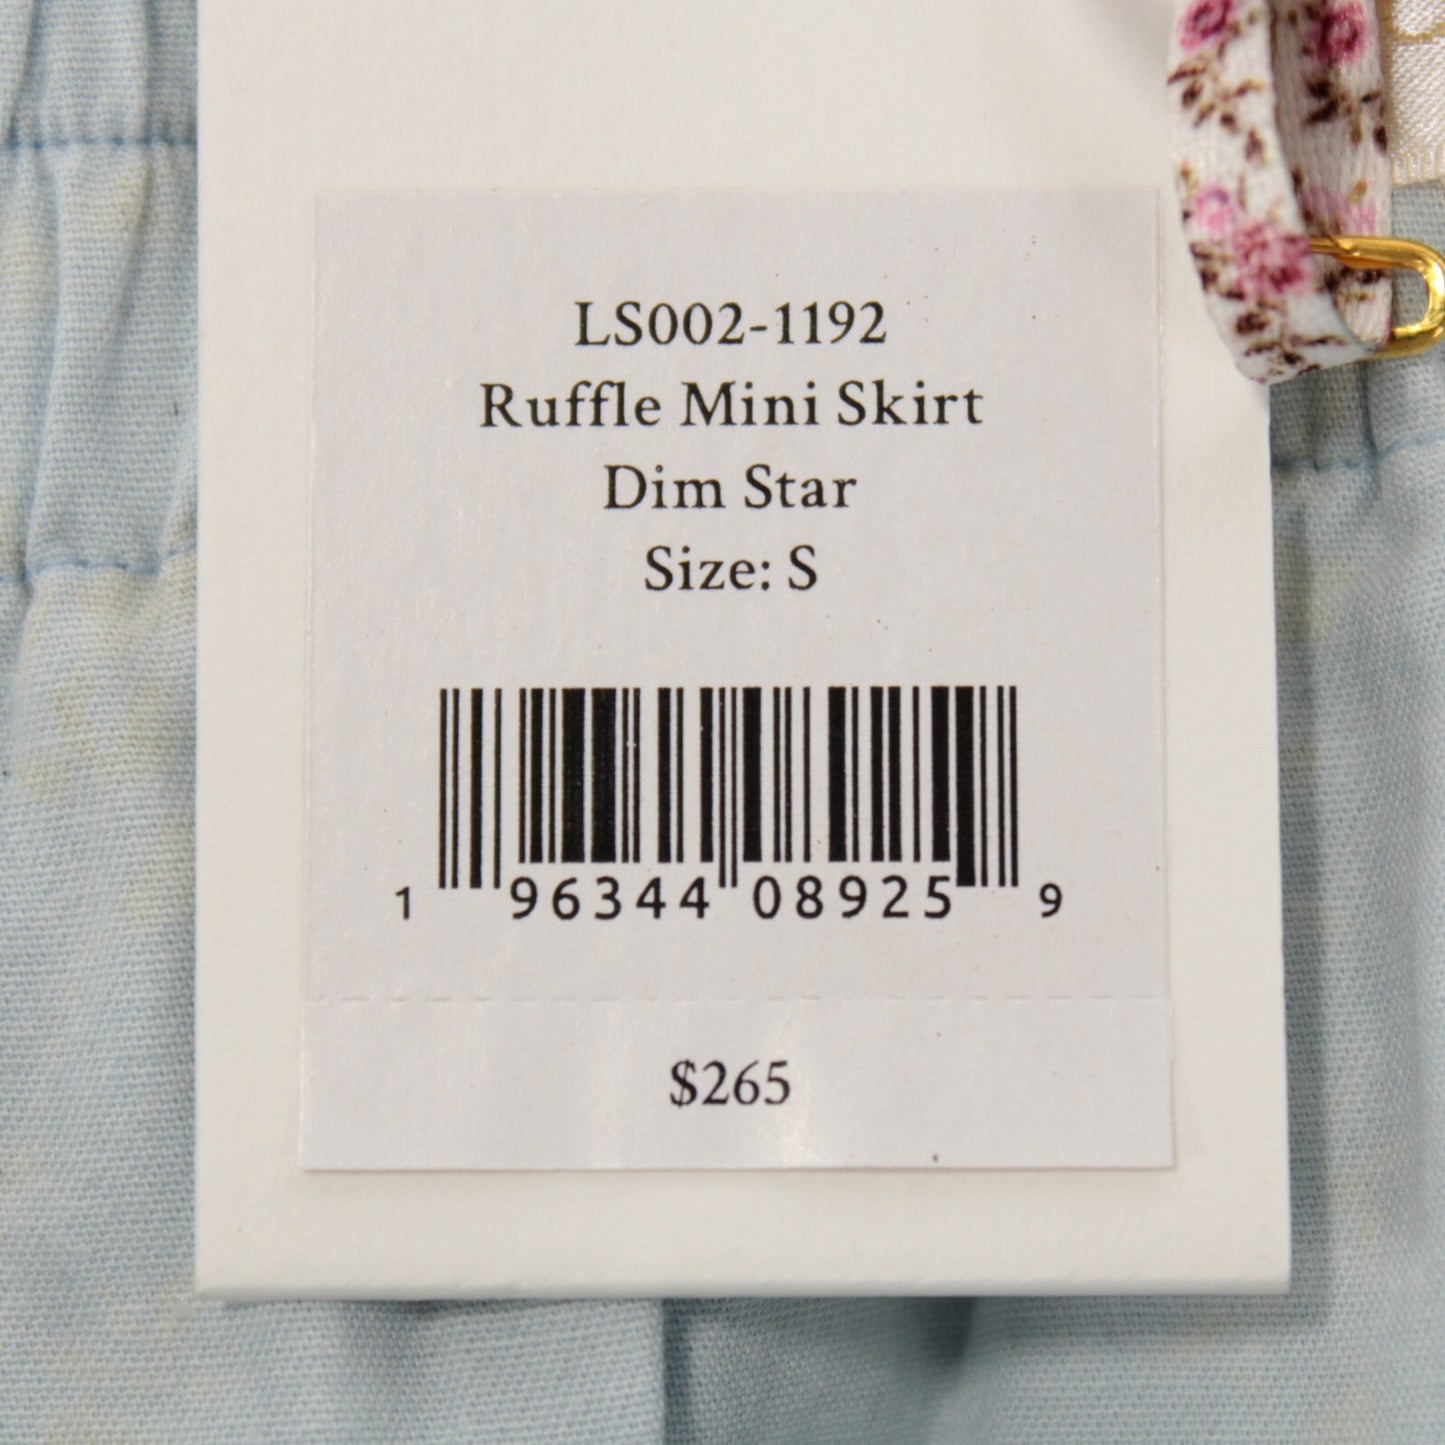 LS002-1192
Ruffle Mini Skirt
Dim Star
Size: S
1 96344 08925 9
$265